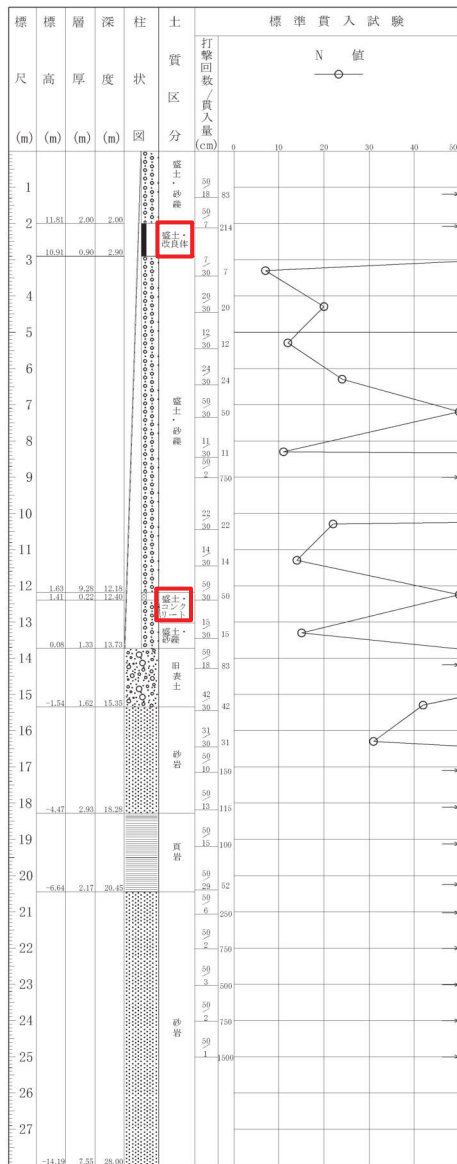 標尺(m)
標高(m)
層厚(m)
深度(m)
柱状図
土質区分
標準貫入試験
打撃回数/貫入量(cm)
N 値
0 10 20 30 40 50
1
盛土・砂礫
50/18 83
2
11.81 2.00 2.00
50/7 214
盛土・改良体
3
10.91 0.90 2.90
7/30 7
4
20/30 20
5
12/30 12
6
24/30 24
7
盛土・砂礫
50/30 50
8
11/30 11
9
50/2 750
10
22/30 22
11
14/30 14
12
1.63 9.28 12.18
50/30 50
1.41 0.22 12.40
盛土・コンクリート
13
盛土・砂礫
15/30 15
0.08 1.33 13.73
14
50/18 83
旧表土
15
-1.54 1.62 15.35
42/30 42
16
31/30 31
砂岩
17
50/10 150
18
-4.47 2.93 18.28
50/13 115
19
頁岩
50/15 100
20
-6.64 2.17 20.45
50/29 52
21
50/6 250
22
50/2 750
23
50/3 500
24
砂岩
50/2 750
25
50/1 1500
26
27
-14.19 7.55 28.00